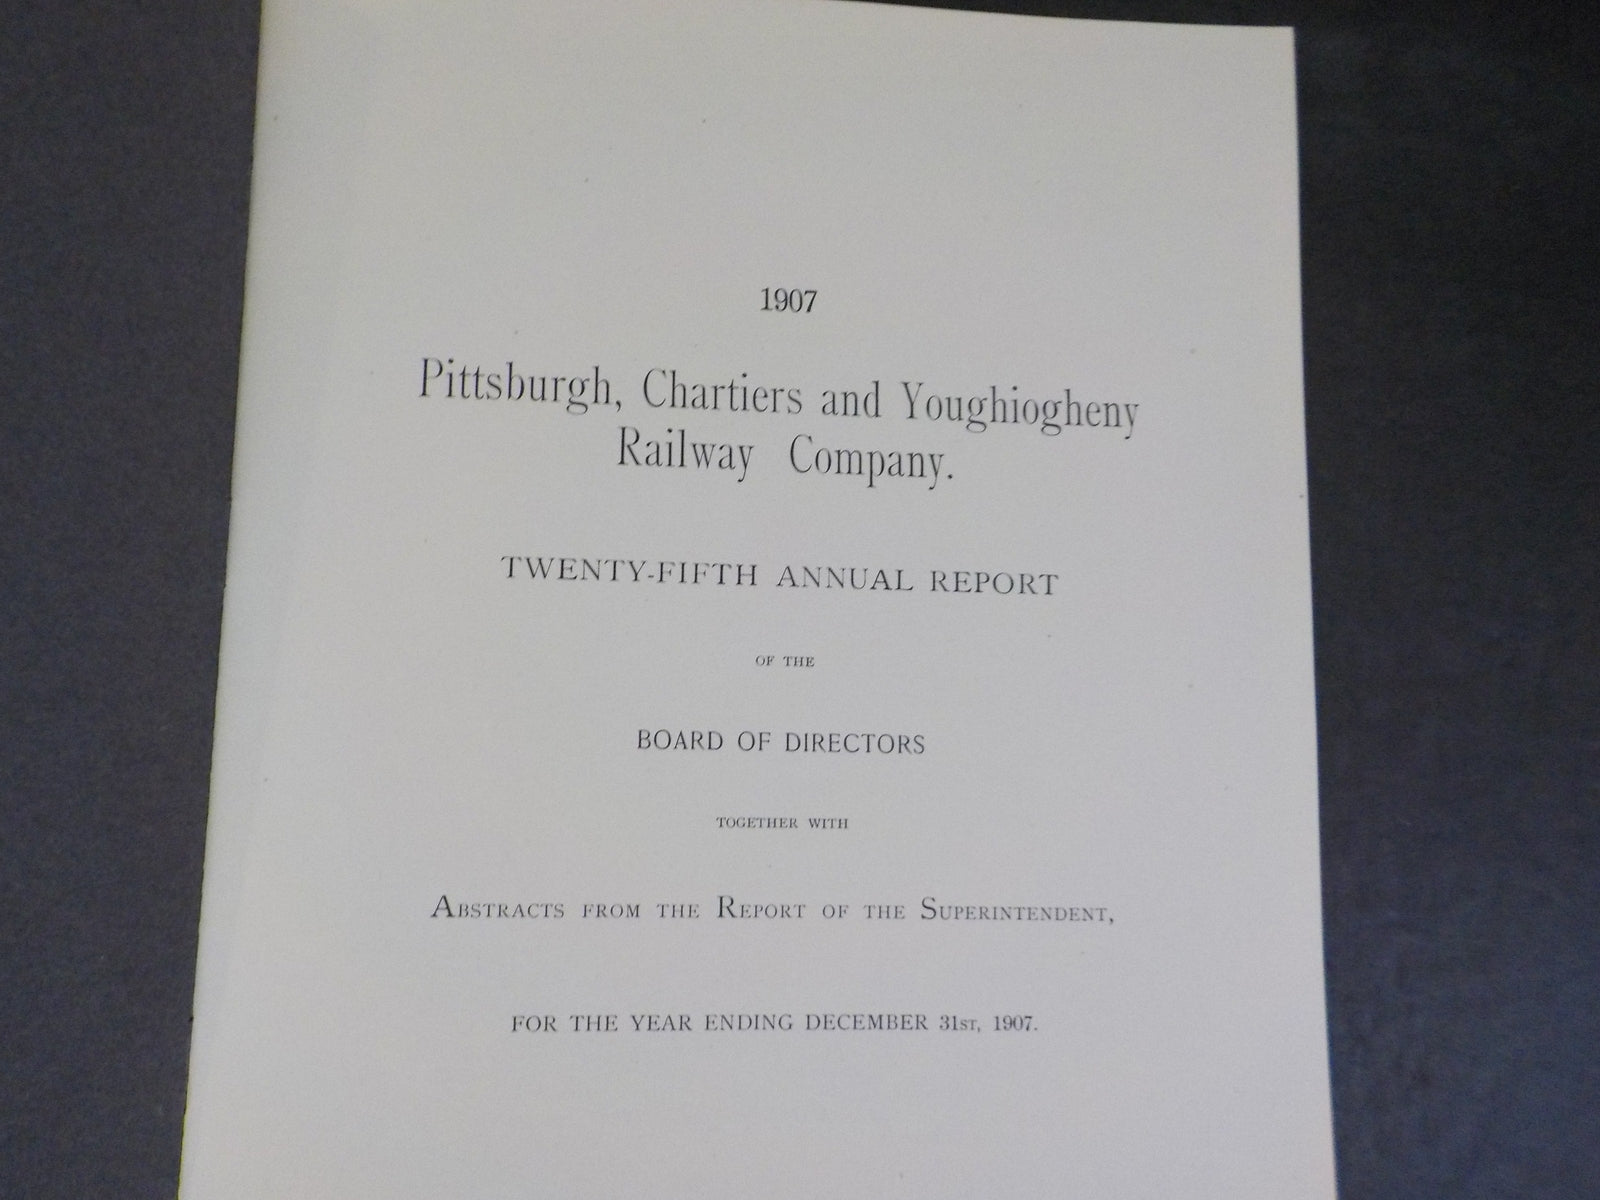 1907
Pittsburgh, Chartiers and Youghiogheny
Railway Company.
TWENTY-FIFTH ANNUAL REPORT
OF THE
BOARD OF DIRECTORS
TOGETHER WITH
ABSTRACTS FROM THE REPORT OF THE SUPERINTENDENT,
FOR THE YEAR ENDING DECEMBER 31ST, 1907.